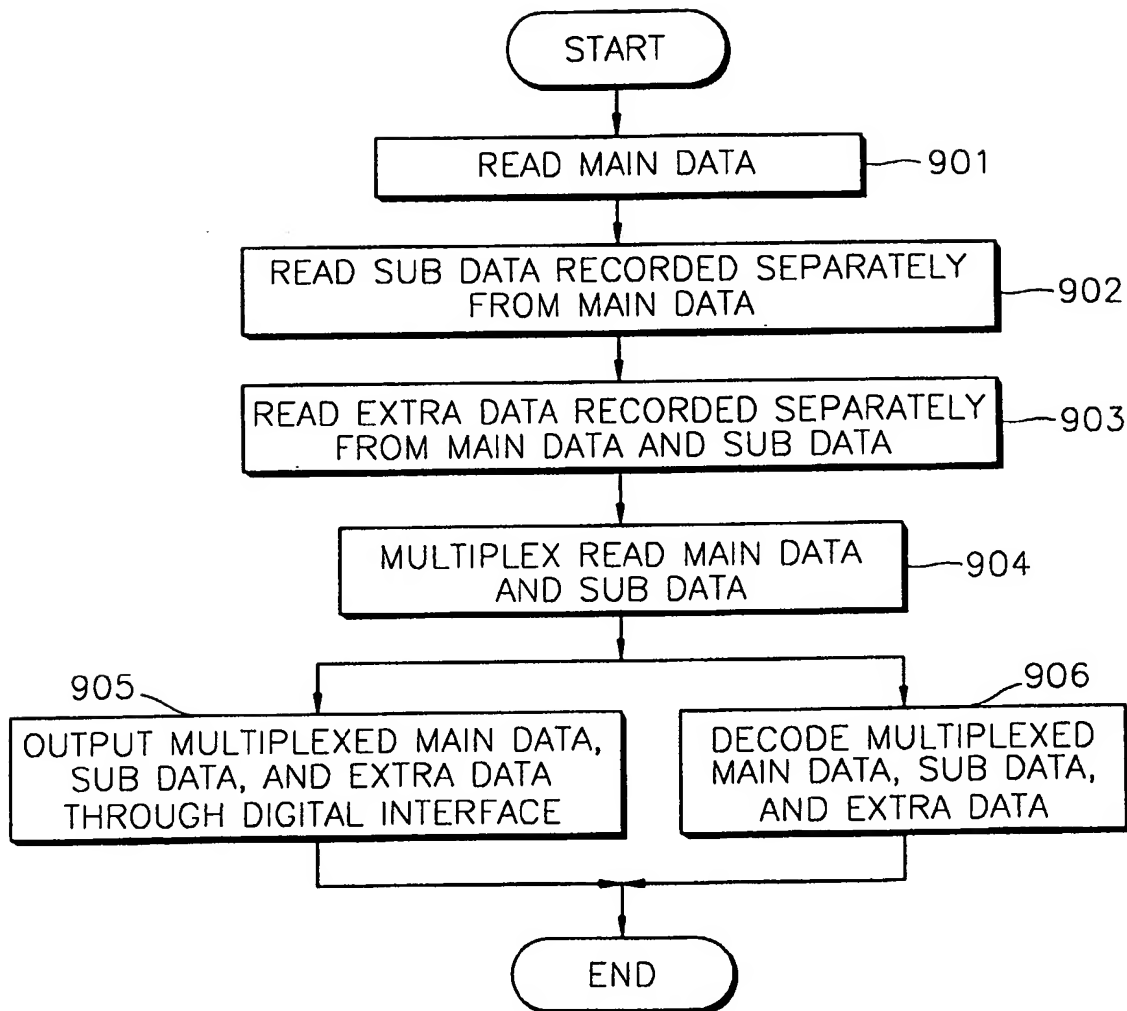 START
READ MAIN DATA
901
READ SUB DATA RECORDED SEPARATELY
FROM MAIN DATA
902
READ EXTRA DATA RECORDED SEPARATELY
FROM MAIN DATA AND SUB DATA
903
MULTIPLEX READ MAIN DATA
AND SUB DATA
904
905
OUTPUT MULTIPLEXED MAIN DATA,
SUB DATA, AND EXTRA DATA
THROUGH DIGITAL INTERFACE
906
DECODE MULTIPLEXED
MAIN DATA, SUB DATA,
AND EXTRA DATA
END